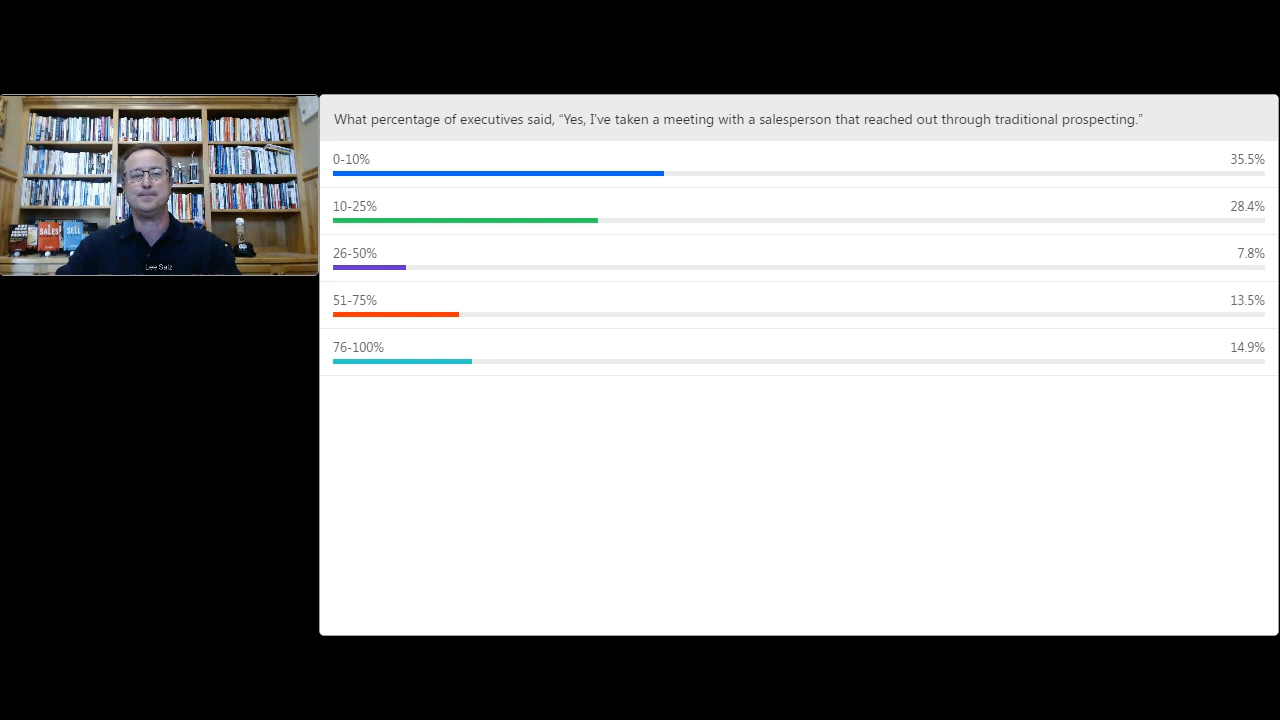 What percentage of executives said, “Yes, I’ve taken a meeting with a salesperson that reached out through traditional prospecting.”
0-10% 35.5%
10-25% 28.4%
26-50% 7.8%
51-75% 13.5%
76-100% 14.9%
SALES
SELL
Lee Salz